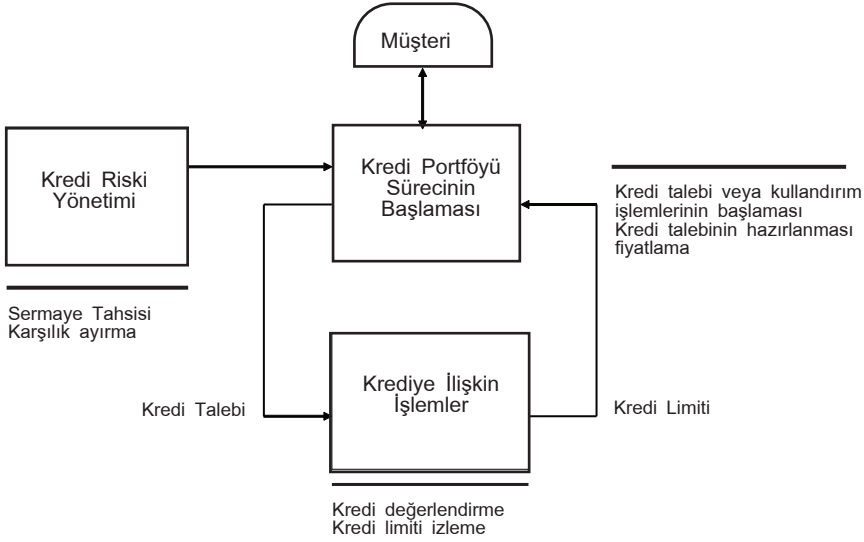 Müşteri
Kredi Riski
Yönetimi
Kredi Portföyü
Sürecinin
Başlaması
Kredi talebi veya kullandırım
işlemlerinin başlaması
Kredi talebinin hazırlanması
fiyatlama
Sermaye Tahsisi
Karşılık ayırma
Krediye İlişkin
İşlemler
Kredi Talebi
Kredi Limiti
Kredi değerlendirme
Kredi limiti izleme